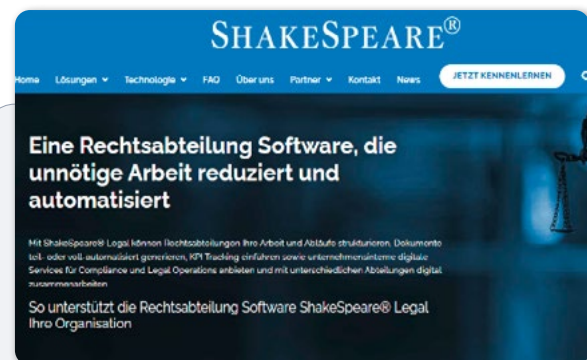 SHAKESPEARE®
Home Lösungen Technologie FAQ Über uns Partner Kontakt News JETZT KENNENLERNEN
Eine Rechtsabteilung Software, die
unnötige Arbeit reduziert und
automatisiert
Mit ShakeSpeare® Legal können Rechtsabteilungen Ihre Arbeit und Abläufe strukturieren, Dokumente
teil- oder voll-automatisiert generieren, KPI Tracking einführen sowie unternehmensinterne digitale
Services für Compliance und Legal Operations anbieten und mit unterschiedlichen Abteilungen digital
zusammenarbeiten
So unterstützt die Rechtsabteilung Software ShakeSpeare® Legal
Ihre Organisation